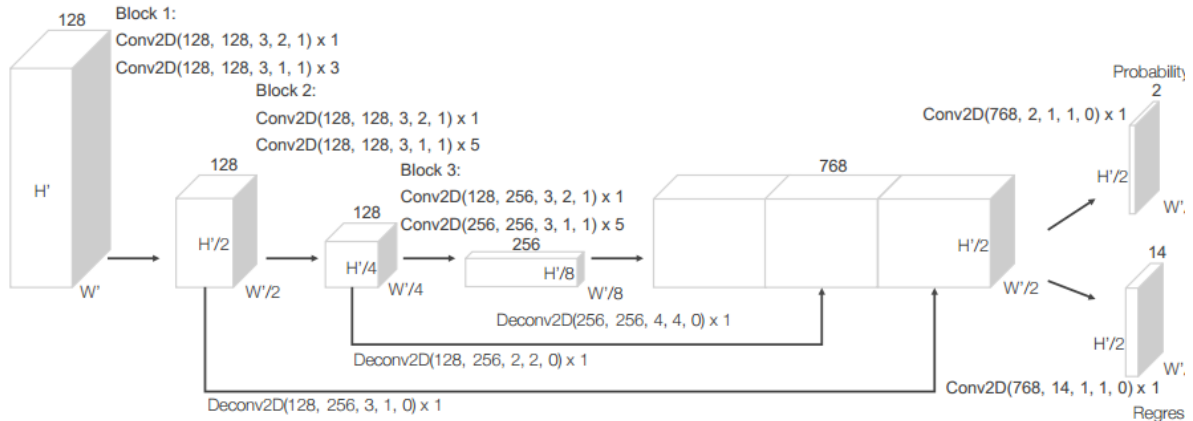 128
Block 1:
Conv2D(128, 128, 3, 2, 1) x 1
Conv2D(128, 128, 3, 1, 1) x 3
Block 2:
Conv2D(128, 128, 3, 2, 1) x 1
Conv2D(128, 128, 3, 1, 1) x 5
Block 3:
Conv2D(128, 256, 3, 2, 1) x 1
Conv2D(256, 256, 3, 1, 1) x 5
H'
W'
128
H'/2
W'/2
128
H'/4
W'/4
256
H'/8
W'/8
768
H'/2
W'/2
Deconv2D(256, 256, 4, 4, 0) x 1
Deconv2D(128, 256, 2, 2, 0) x 1
Deconv2D(128, 256, 3, 1, 0) x 1
Probability
2
Conv2D(768, 2, 1, 1, 0) x 1
H'/2
W'/
14
H'/2
W'/
Conv2D(768, 14, 1, 1, 0) x 1
Regres